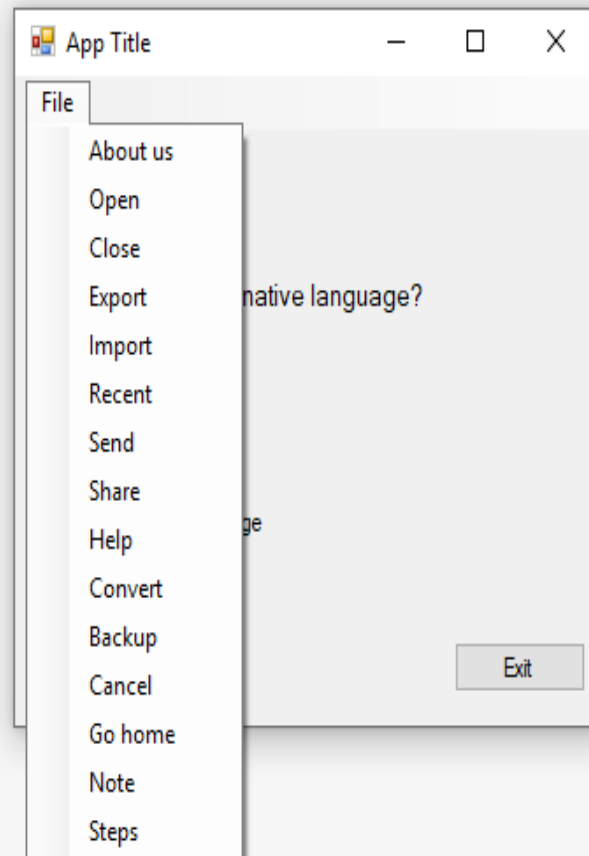 App Title
File
About us
Open
Close
Export
native language?
Import
Recent
Send
Share
Help
Convert
Backup
Cancel
Exit
Go home
Note
Steps